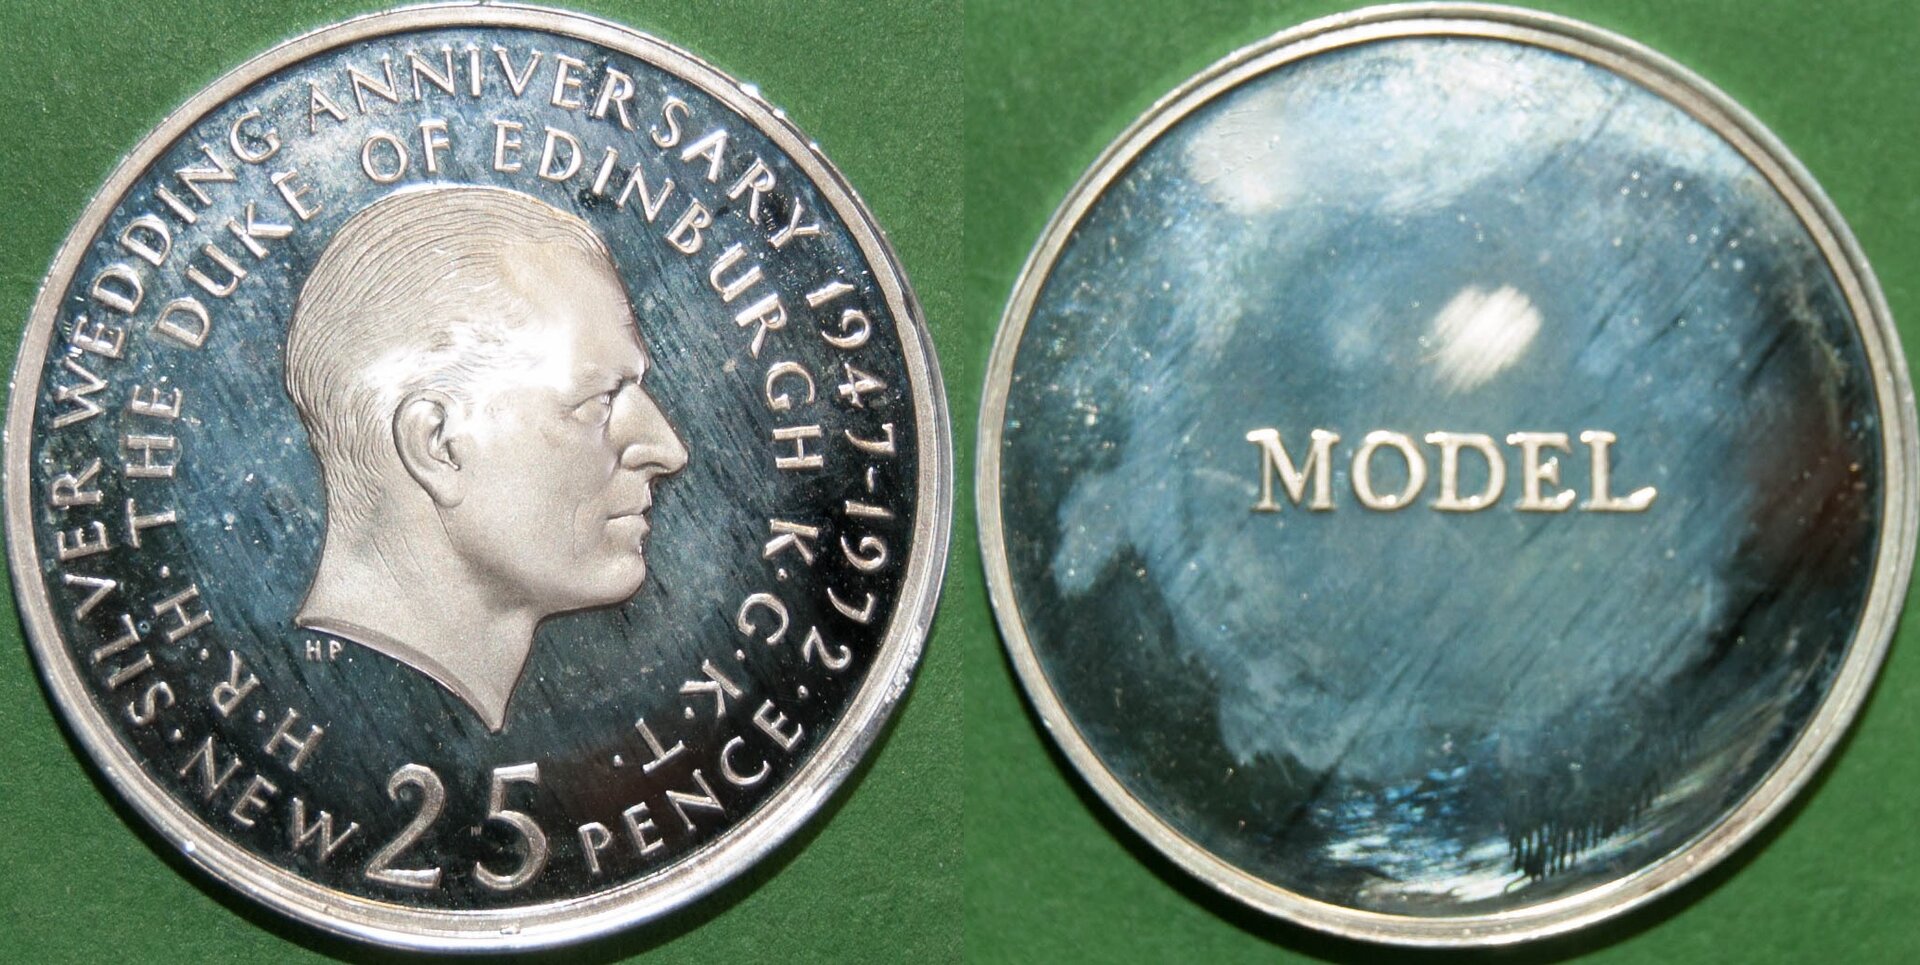 SILVER WEDDING ANNIVERSARY 1947-1972.
H.R.H. THE DUKE OF EDINBURGH K.G. K.T.
HP.
.NEW 25 PENCE.
MODEL